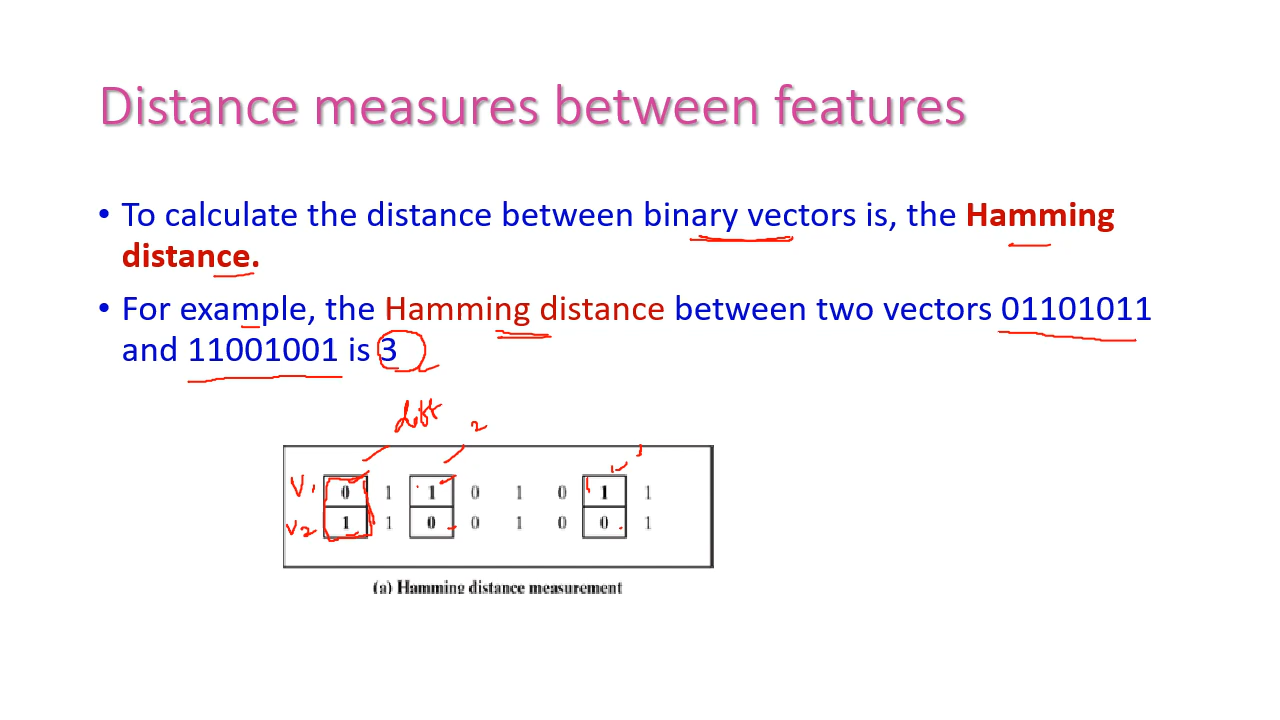 Distance measures between features
• To calculate the distance between binary vectors is, the Hamming
distance.
• For example, the Hamming distance between two vectors 01101011
and 11001001 is 3
2
V1 0 1 1 0 1 0 1 1
V2 1 1 0 0 1 0 0 1
(a) Hamming distance measurement